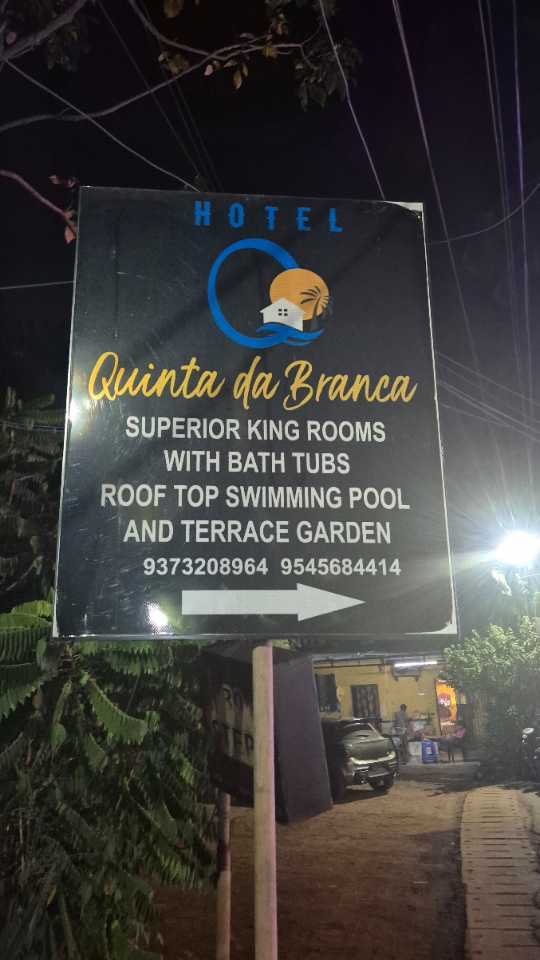 HOTEL
Quinta da Branca
SUPERIOR KING ROOMS
WITH BATH TUBS
ROOF TOP SWIMMING POOL
AND TERRACE GARDEN
9373208964 9545684414